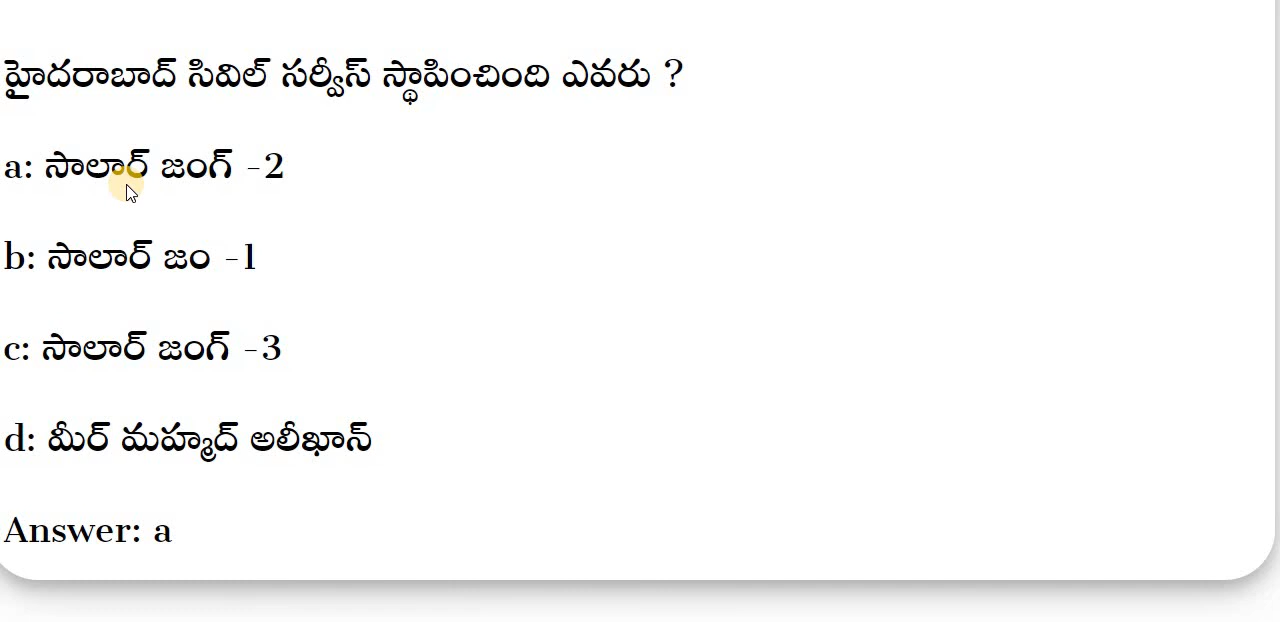 హైదరాబాద్ సివిల్ సర్వీస్ స్థాపించింది ఎవరు ?
a: సాలార్ జంగ్ -2
b: సాలార్ జం -1
c: సాలార్ జంగ్ -3
d: మీర్ మహ్మద్ అలీఖాన్
Answer: a